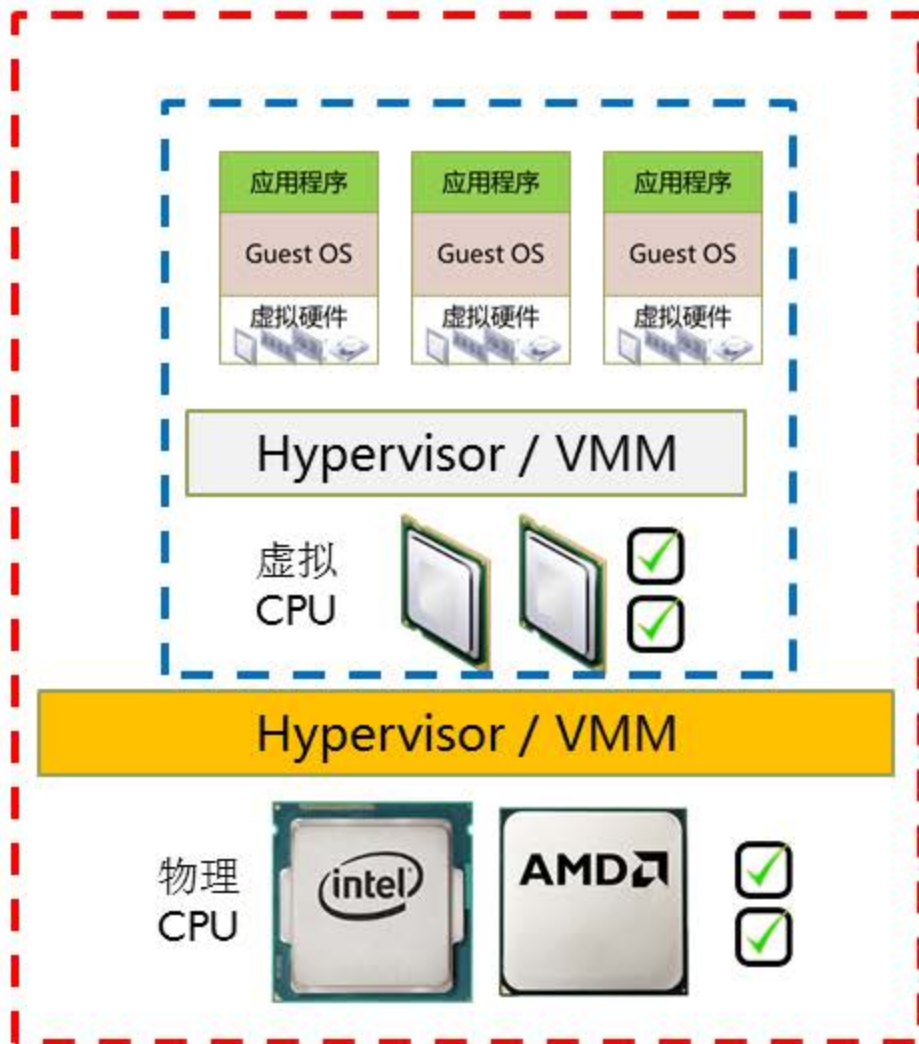 应用程序 应用程序 应用程序
Guest OS Guest OS Guest OS
虚拟硬件 虚拟硬件 虚拟硬件
Hypervisor / VMM
虚拟
CPU
Hypervisor / VMM
物理
CPU
intel
AMD